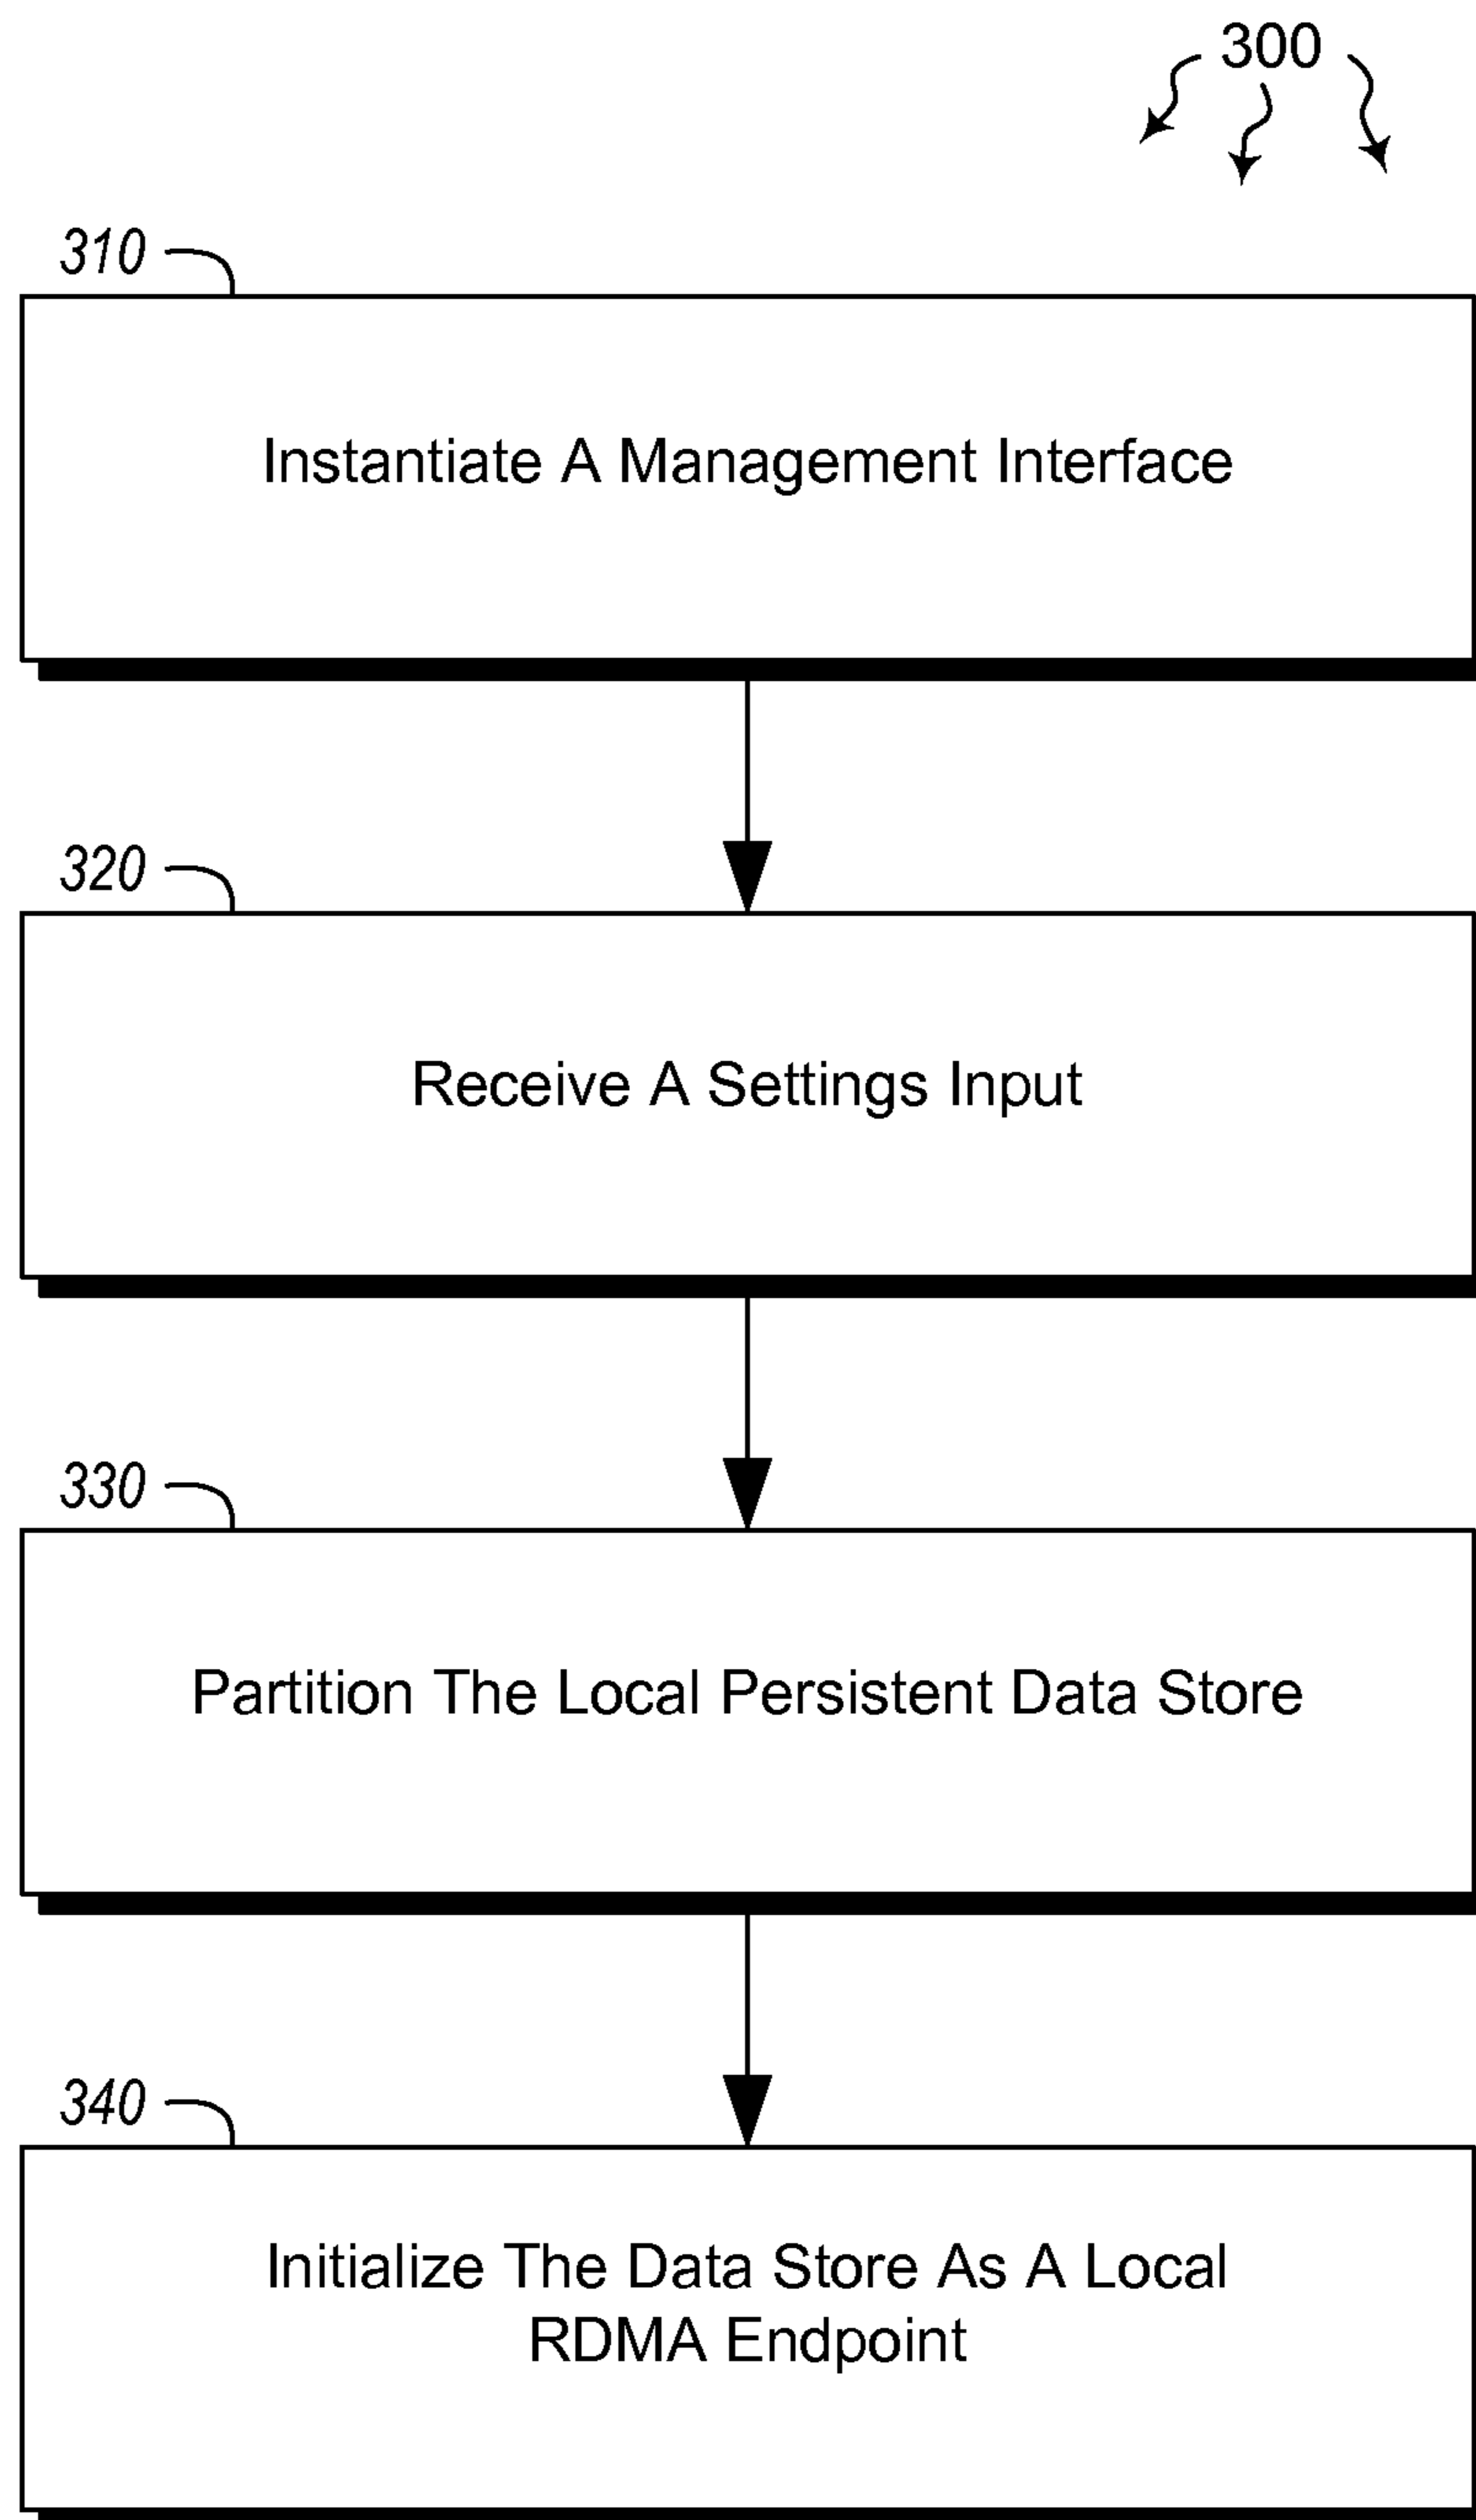 300
310
Instantiate A Management Interface
320
Receive A Settings Input
330
Partition The Local Persistent Data Store
340
Initialize The Data Store As A Local
RDMA Endpoint